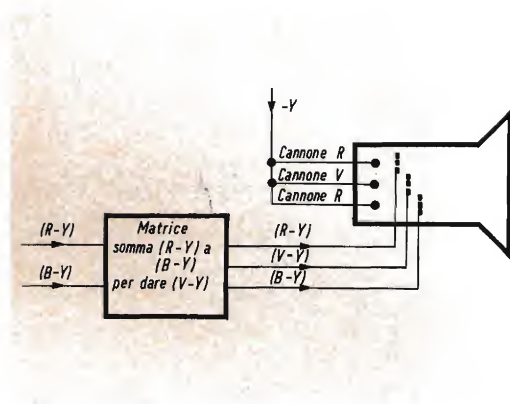 -Y
Cannone R
Cannone V
Cannone R
(R-Y)
(B-Y)
Matrice
somma (R-Y) a
(B-Y)
per dare (V-Y)
(R-Y)
(V-Y)
(B-Y)